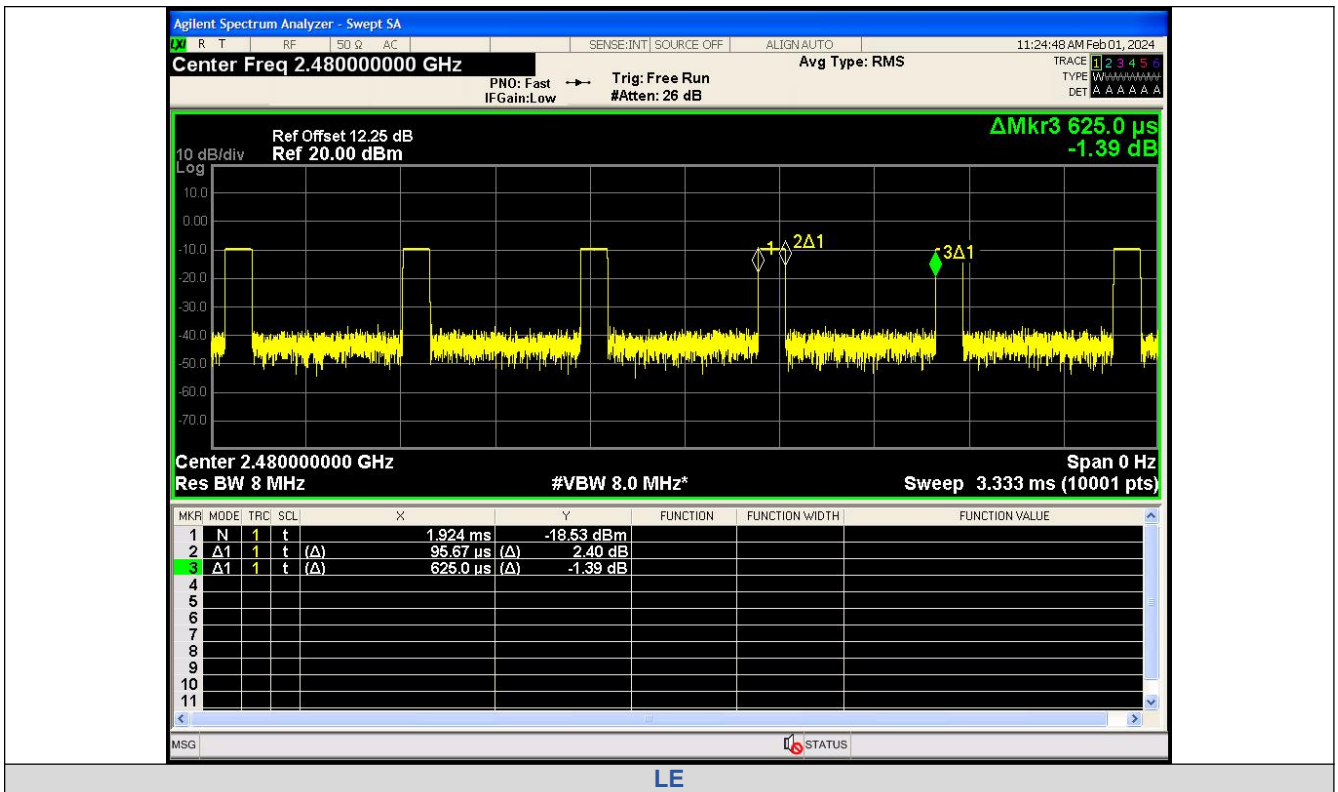 Agilent Spectrum Analyzer - Swept SA
LXI R T RF 50 Ω AC SENSE:INT SOURCE OFF ALIGN AUTO 11:24:48 AM Feb 01, 2024
Center Freq 2.480000000 GHz Avg Type: RMS TRACE 1 2 3 4 5 6
PNO: Fast Trig: Free Run TYPE
IFGain:Low #Atten: 26 dB DET A A A A A A
ΔMkr3 625.0 µs
Ref Offset 12.25 dB
10 dB/div Ref 20.00 dBm -1.39 dB
Log
10.0
0.00
-10.0
1 2Δ1
3Δ1
-20.0
-30.0
-40.0
-50.0
-60.0
-70.0
Center 2.480000000 GHz Span 0 Hz
Res BW 8 MHz #VBW 8.0 MHz* Sweep 3.333 ms (10001 pts)
MKR MODE TRC SCL X Y FUNCTION FUNCTION WIDTH FUNCTION VALUE
1 N 1 t 1.924 ms -18.53 dBm
2 Δ1 1 t (Δ) 95.67 µs (Δ) 2.40 dB
3 Δ1 1 t (Δ) 625.0 µs (Δ) -1.39 dB
4
5
6
7
8
9
10
11
MSG STATUS
LE